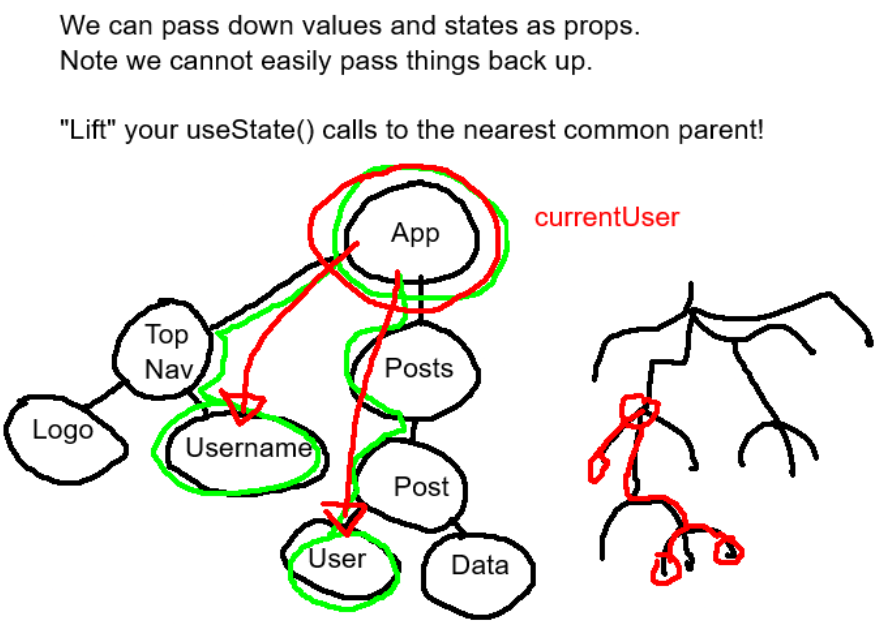 We can pass down values and states as props.
Note we cannot easily pass things back up.
"Lift" your useState() calls to the nearest common parent!
currentUser
App
Top
Nav
Posts
Logo
Username
Post
User
Data